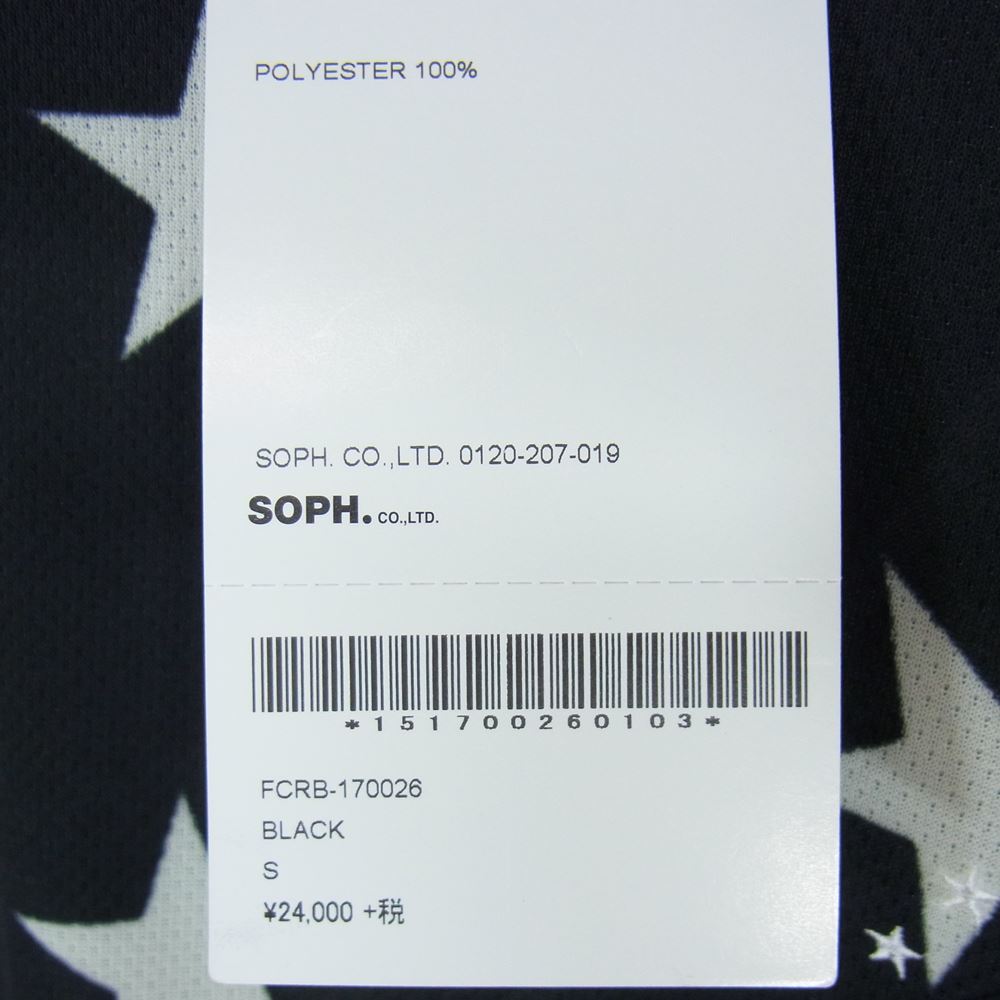 POLYESTER 100%
SOPH. CO.,LTD. 0120-207-019
SOPH. CO.,LTD.
*151700260103*
FCRB-170026
BLACK
S
¥24,000 +税